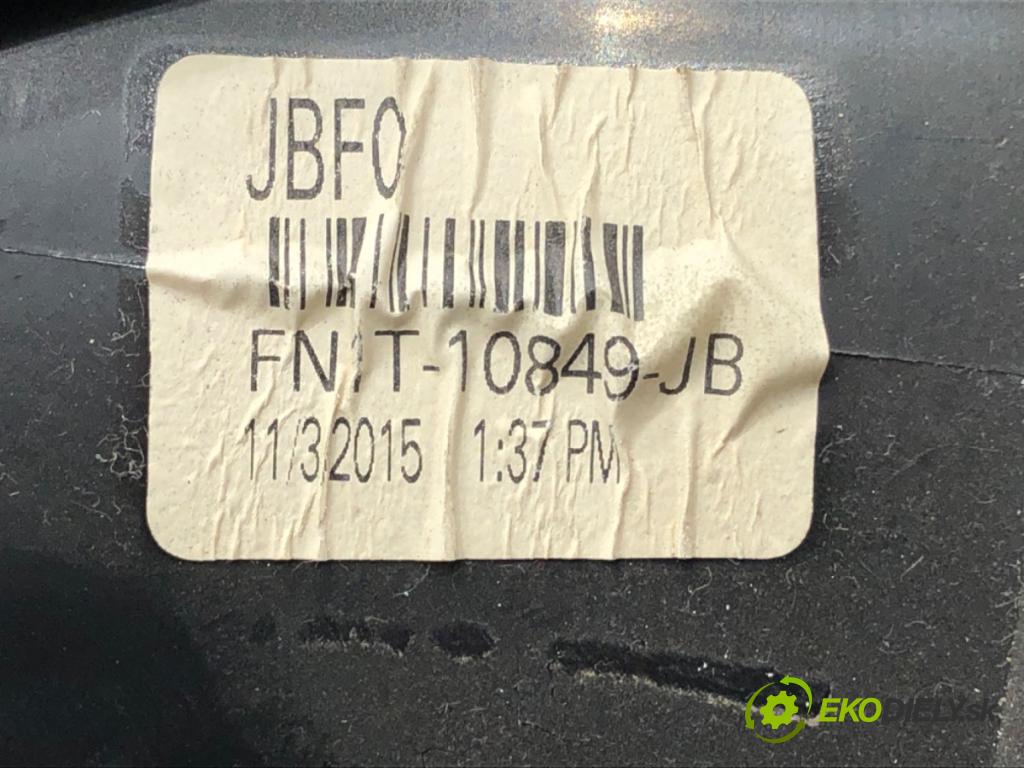 JBF0
FN1T-10849-JB
11/3/2015 1:37 PM
EKODIELY.sk